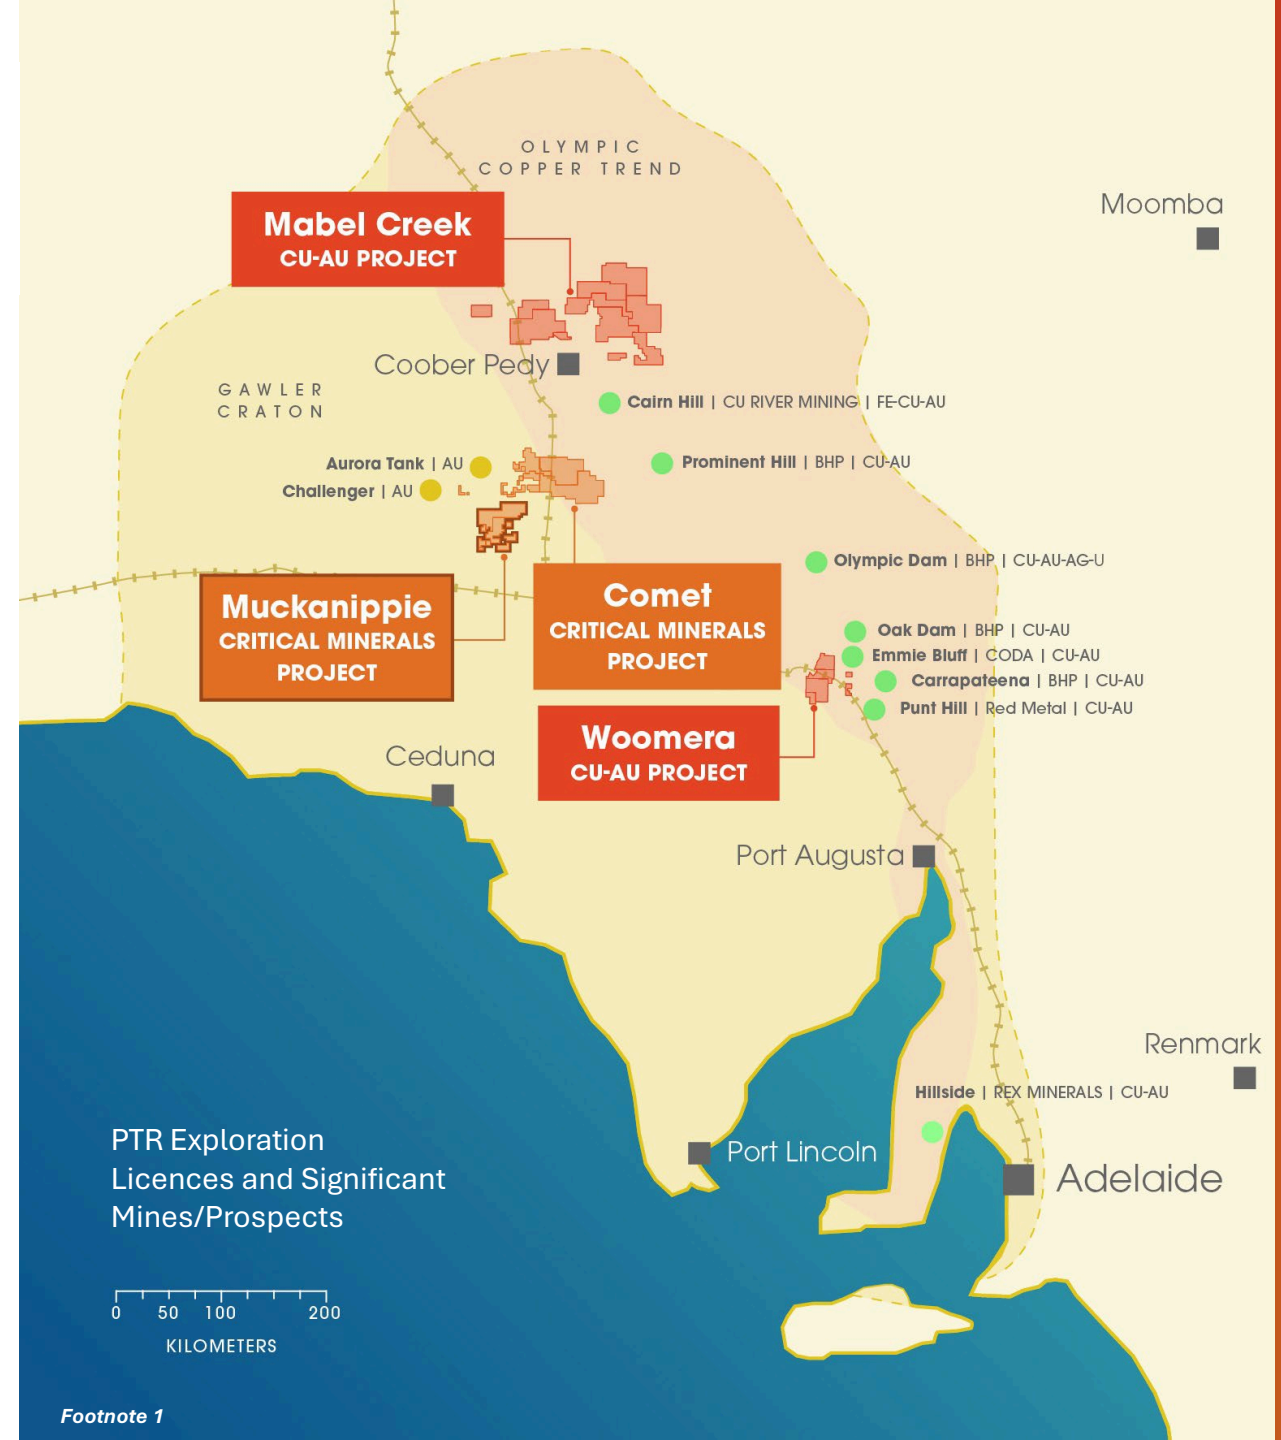 OLYMPIC
COPPER TREND
Moomba
Mabel Creek
CU-AU PROJECT
Coober Pedy
GAWLER
CRATON
Cairn Hill | CU RIVER MINING | FE-CU-AU
Aurora Tank | AU
Prominent Hill | BHP | CU-AU
Challenger | AU
Olympic Dam | BHP | CU-AU-AG-U
Muckanippie
CRITICAL MINERALS
PROJECT
Comet
CRITICAL MINERALS
PROJECT
Oak Dam | BHP | CU-AU
Emmie Bluff | CODA | CU-AU
Carrapateena | BHP | CU-AU
Punt Hill | Red Metal | CU-AU
Woomera
CU-AU PROJECT
Ceduna
Port Augusta
Renmark
Hillside | REX MINERALS | CU-AU
PTR Exploration
Licences and Significant
Mines/Prospects
Port Lincoln
Adelaide
0 50 100 200
KILOMETERS
Footnote 1